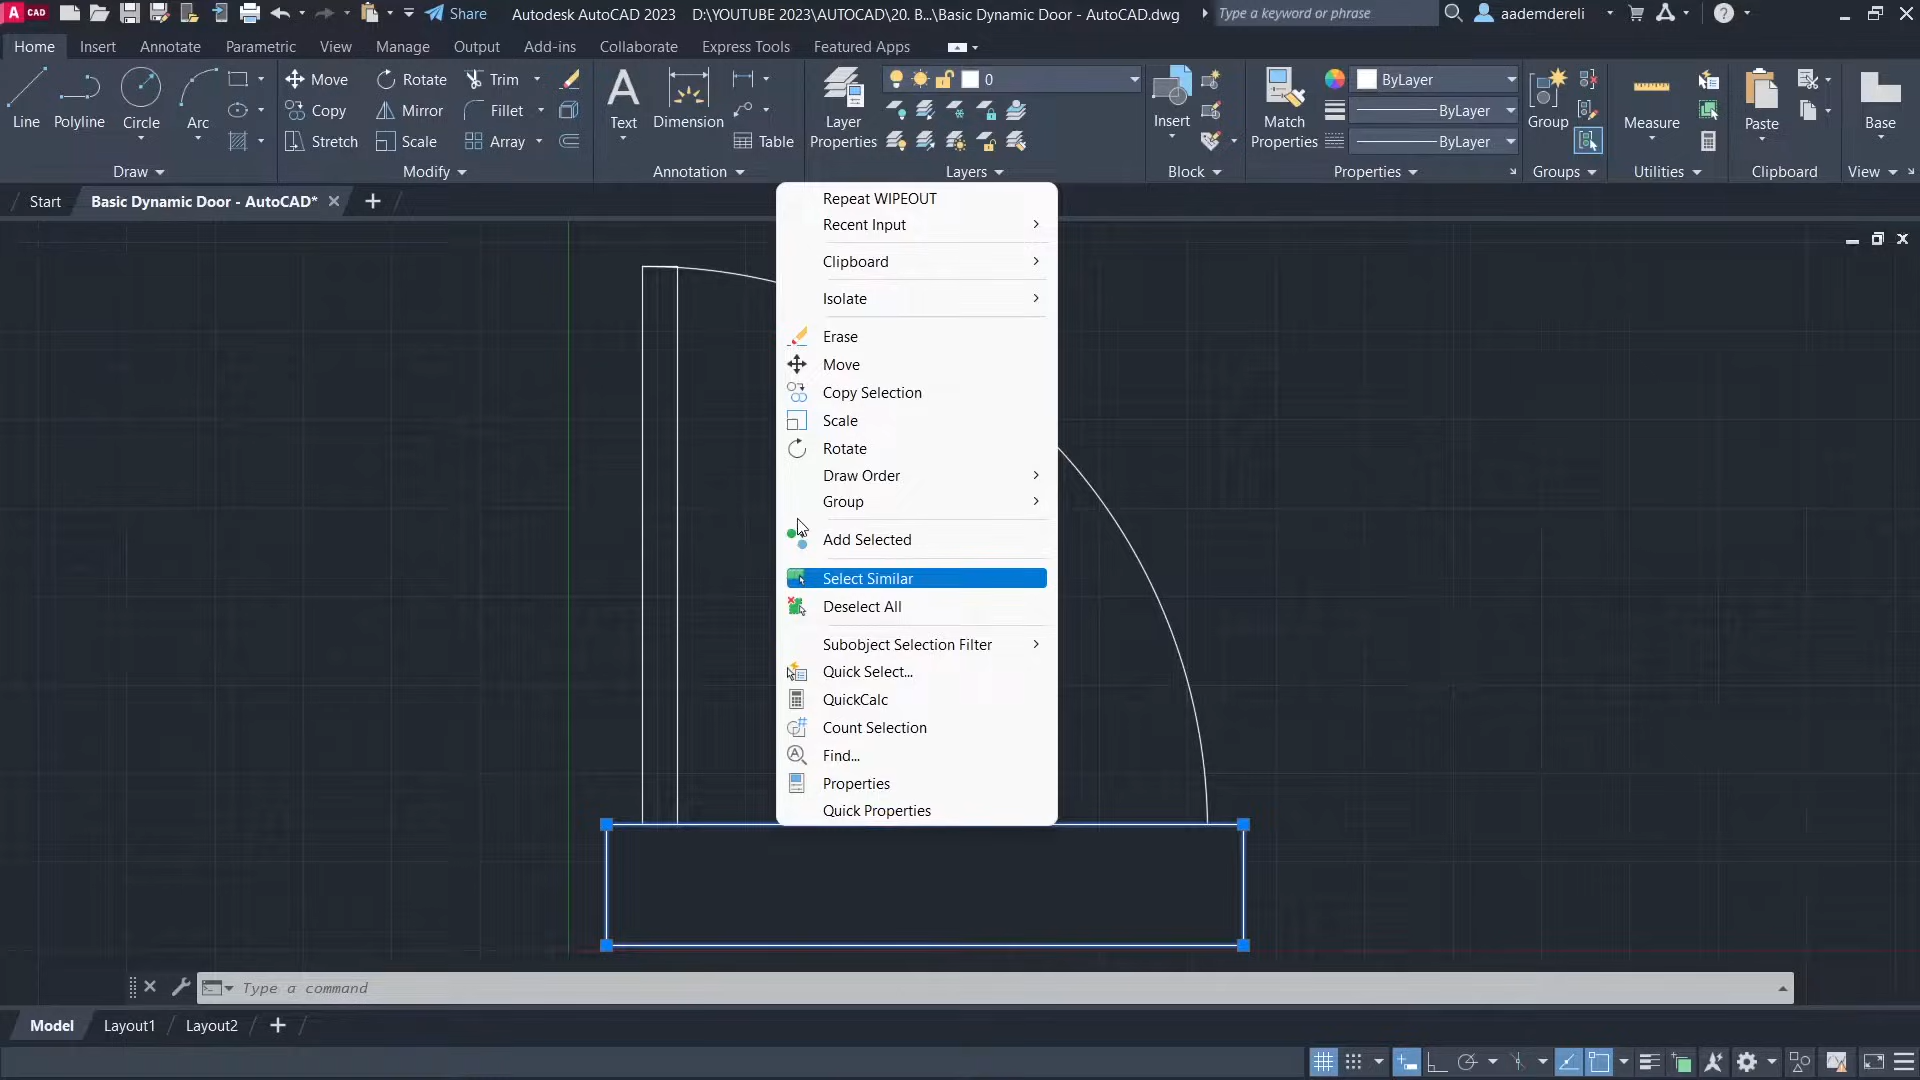 A CAD
Share
Autodesk AutoCAD 2023 D:\YOUTUBE 2023\AUTOCAD\20. B...\Basic Dynamic Door - AutoCAD.dwg
Type a keyword or phrase
aademdereli
?
Home Insert Annotate Parametric View Manage Output Add-ins Collaborate Express Tools Featured Apps
Line
Polyline
Circle
Arc
Move
Rotate
Trim
Copy
Mirror
Fillet
Stretch
Scale
Array
Text
Dimension
Table
Layer
Properties
0
Insert
Match
Properties
ByLayer
ByLayer
ByLayer
Group
Measure
Paste
Base
Draw
Modify
Annotation
Layers
Block
Properties
Groups
Utilities
Clipboard
View
Start
Basic Dynamic Door - AutoCAD*
Repeat WIPEOUT
Recent Input
Clipboard
Isolate
Erase
Move
Copy Selection
Scale
Rotate
Draw Order
Group
Add Selected
Select Similar
Deselect All
Subobject Selection Filter
Quick Select...
QuickCalc
Count Selection
Find...
Properties
Quick Properties
Type a command
Model
Layout1
Layout2